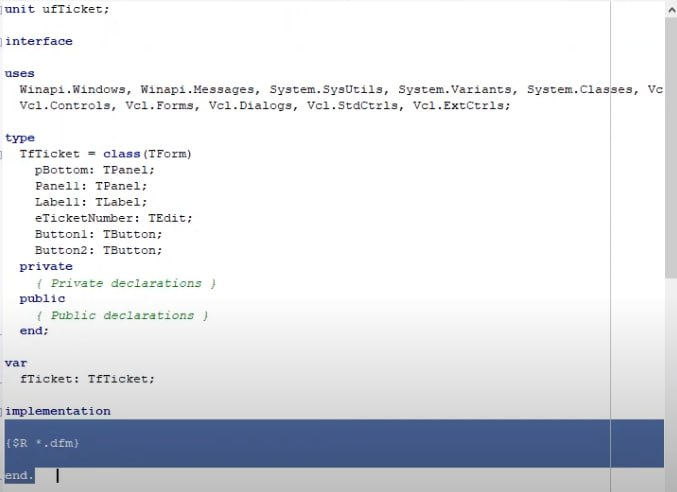 unit ufTicket;
interface
uses
Winapi.Windows, Winapi.Messages, System.SysUtils, System.Variants, System.Classes, Vc
Vcl.Controls, Vcl.Forms, Vcl.Dialogs, Vcl.StdCtrls, Vcl.ExtCtrls;
type
TfTicket = class(TForm)
pBottom: TPanel;
Panel1: TPanel;
Label1: TLabel;
eTicketNumber: TEdit;
Button1: TButton;
Button2: TButton;
private
{ Private declarations }
public
{ Public declarations }
end;
var
fTicket: TfTicket;
implementation
{$R *.dfm}
end.